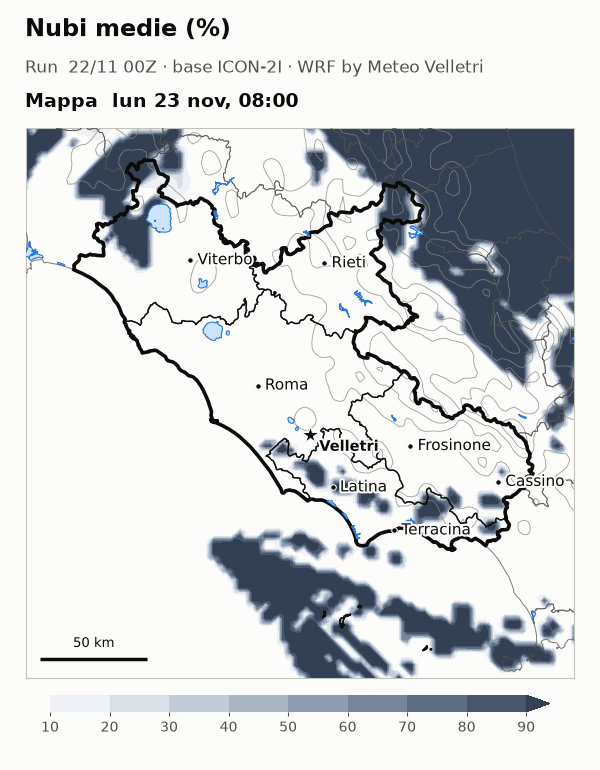 Nubi medie (%)
Run  22/11 00Z · base ICON-2I · WRF by Meteo Velletri
Mappa  lun 23 nov, 08:00
Viterbo
Rieti
Roma
Velletri
Frosinone
Cassino
Latina
Terracina
50 km
10 20 30 40 50 60 70 80 90